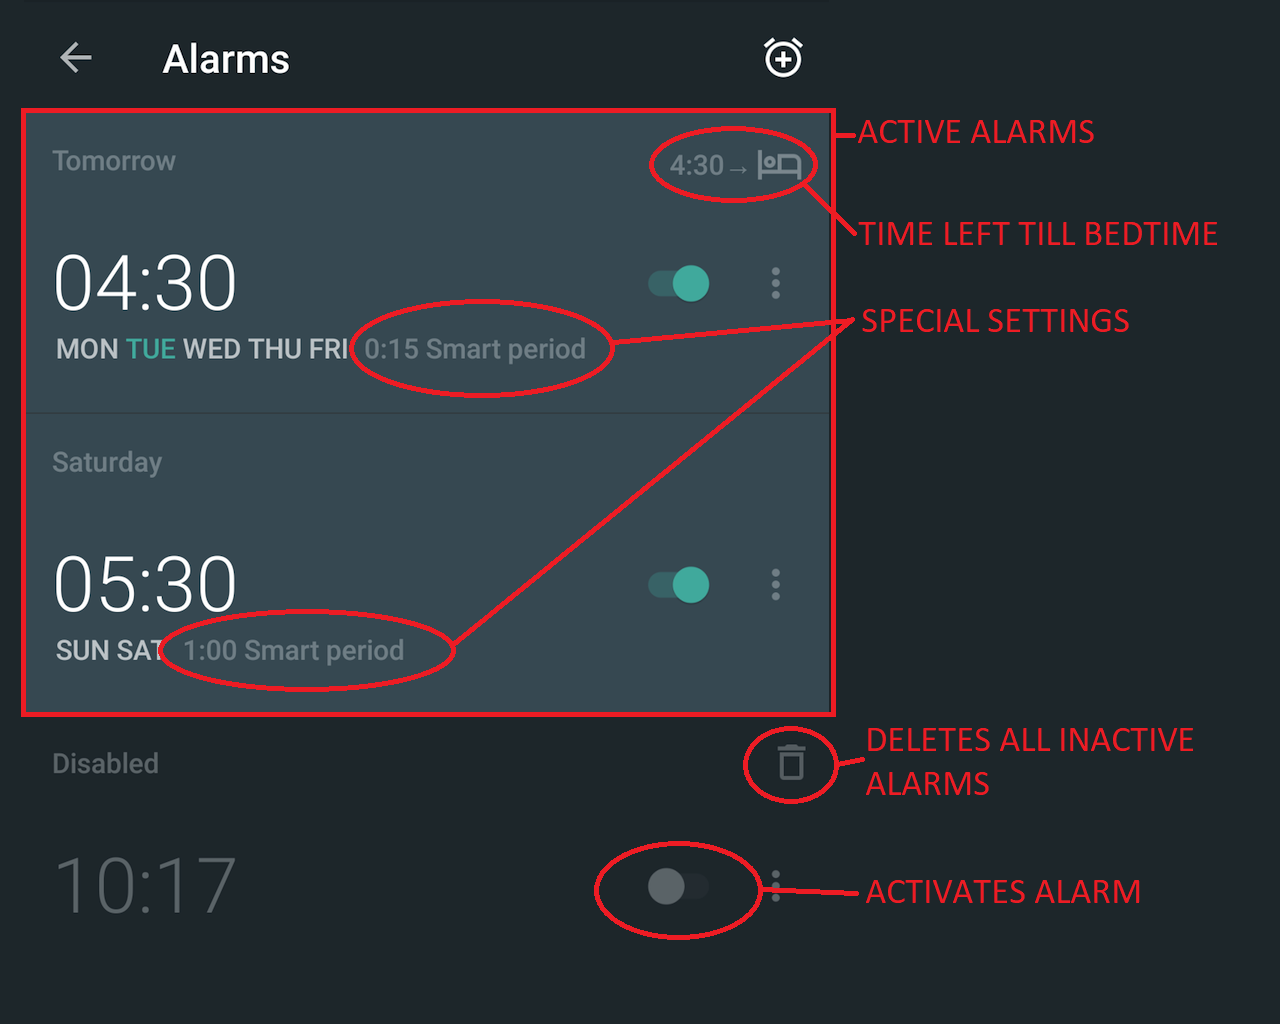 Alarms
ACTIVE ALARMS
Tomorrow
4:30→
TIME LEFT TILL BEDTIME
04:30
SPECIAL SETTINGS
MON TUE WED THU FRI 0:15 Smart period
Saturday
05:30
SUN SAT 1:00 Smart period
DELETES ALL INACTIVE
ALARMS
Disabled
10:17
ACTIVATES ALARM